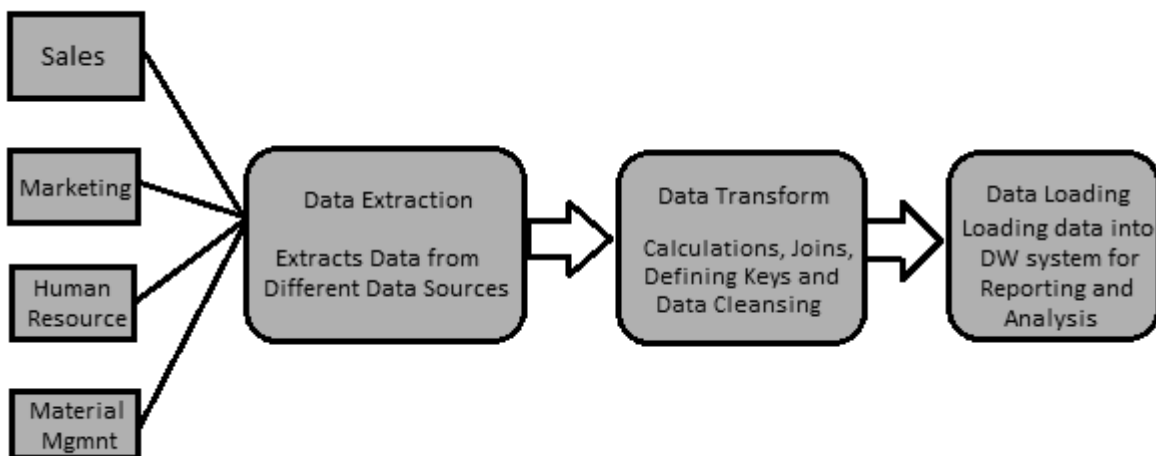 Sales
Marketing
Human
Resource
Material
Mgmnt
Data Extraction
Extracts Data from
Different Data Sources
Data Transform
Calculations, Joins,
Defining Keys and
Data Cleansing
Data Loading
Loading data into
DW system for
Reporting and
Analysis